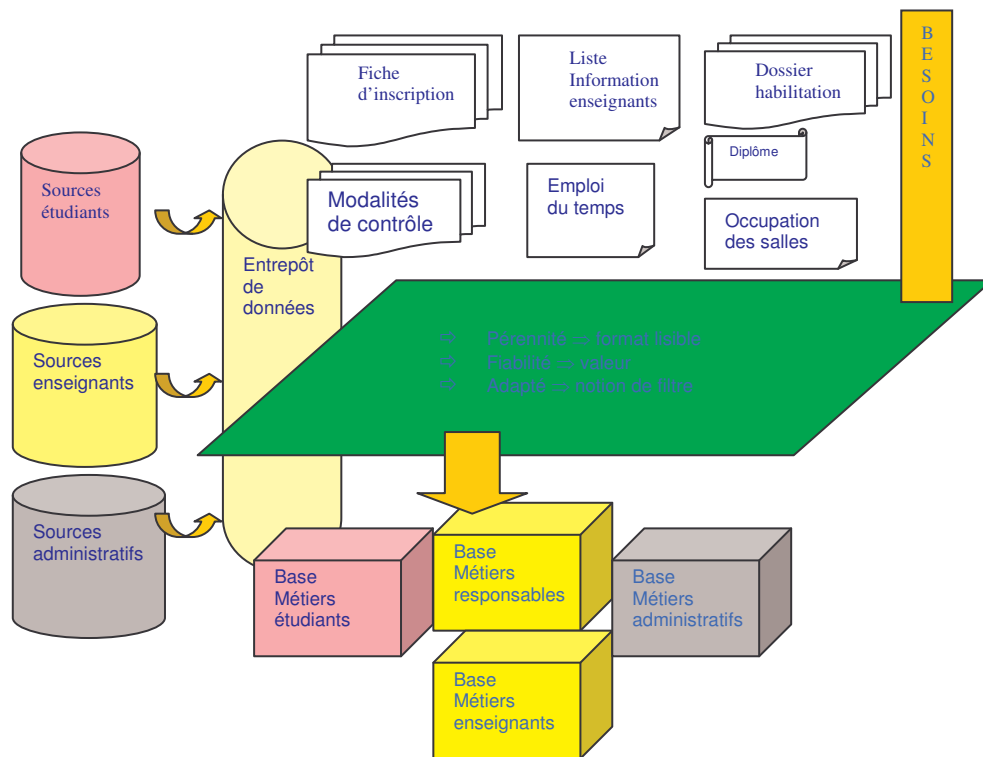 Fiche
d'inscription
Liste
Information
enseignants
Dossier
habilitation
B
E
S
O
I
N
S
Diplôme
Sources
étudiants
Modalités
de contrôle
Emploi
du temps
Occupation
des salles
Entrepôt
de
données
⇒ Pérennité ⇒ format lisible
⇒ Fiabilité ⇒ valeur
⇒ Adapté ⇒ notion de filtre
Sources
enseignants
Sources
administratifs
Base
Métiers
étudiants
Base
Métiers
responsables
Base
Métiers
administratifs
Base
Métiers
enseignants